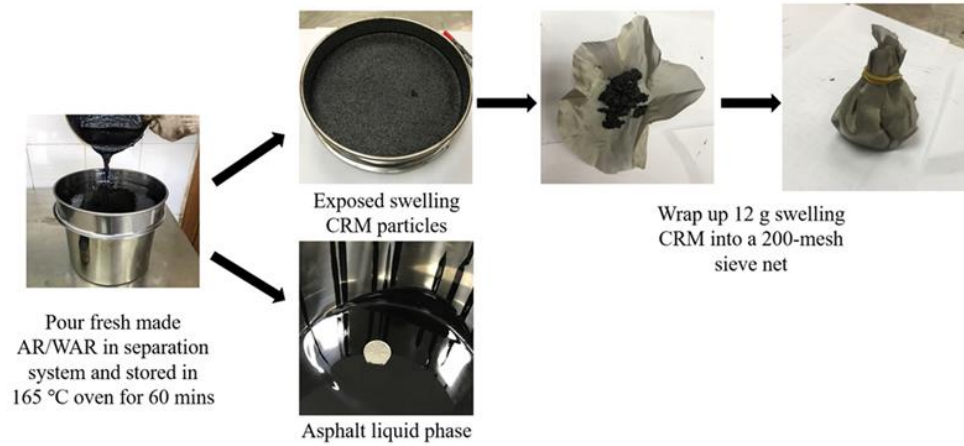 Pour fresh made
AR/WAR in separation
system and stored in
165 ℃ oven for 60 mins
Exposed swelling
CRM particles
Asphalt liquid phase
Wrap up 12 g swelling
CRM into a 200-mesh
sieve net